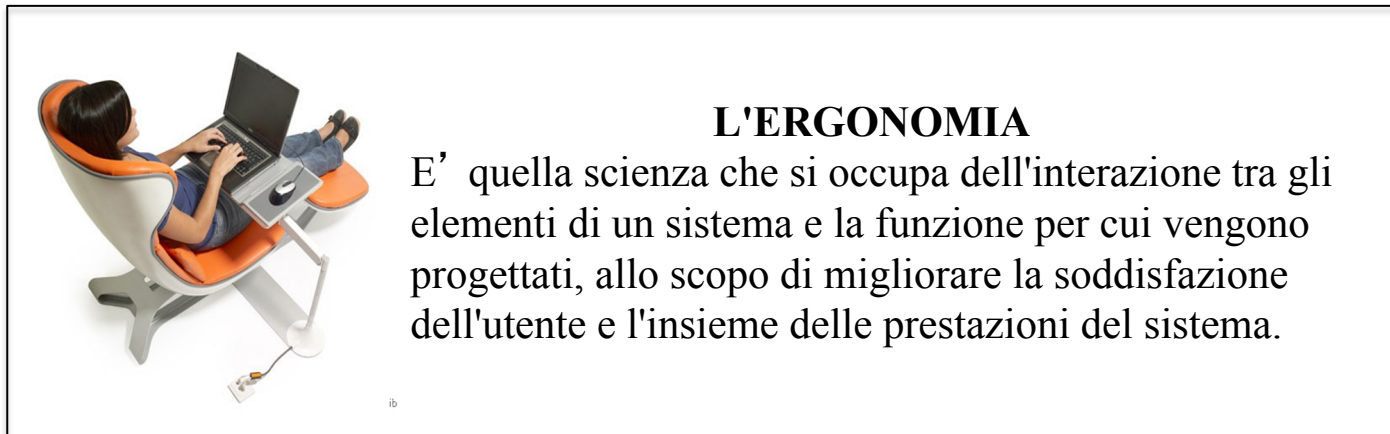 L'ERGONOMIA
E’ quella scienza che si occupa dell'interazione tra gli
elementi di un sistema e la funzione per cui vengono
progettati, allo scopo di migliorare la soddisfazione
dell'utente e l'insieme delle prestazioni del sistema.
ib